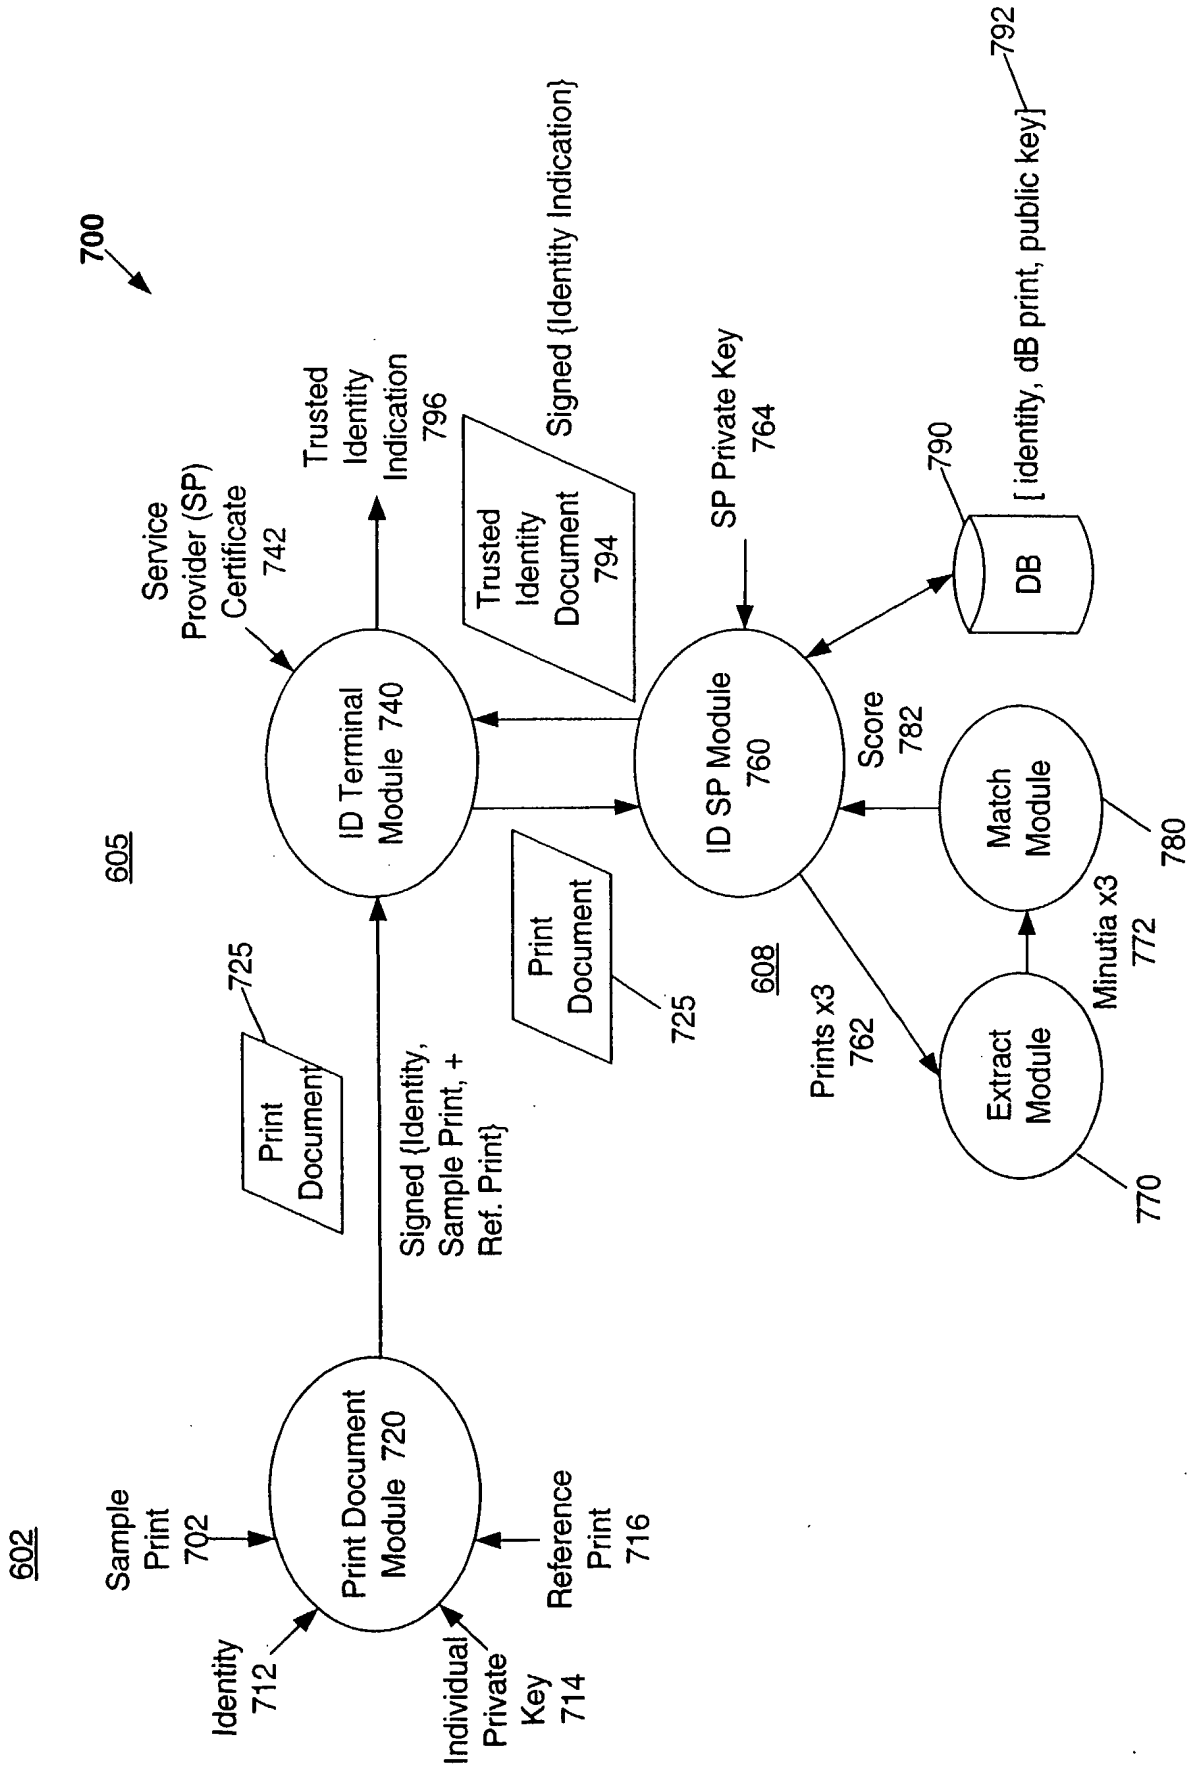 700
602
605
Sample
Print
702
Identity
712
Individual
Private
Key
714
Reference
Print
716
Print Document
Module 720
Print
Document
725
Signed {Identity,
Sample Print, +
Ref. Print}
Service
Provider (SP)
Certificate
742
ID Terminal
Module 740
Trusted
Identity
Indication
796
Print
Document
725
Trusted
Identity
Document
794
Signed {Identity Indication}
608
ID SP Module
760
SP Private Key
764
Prints x3
762
Score
782
Extract
Module
770
Minutia x3
772
Match
Module
780
DB
790
[ identity, dB print, public key]
792